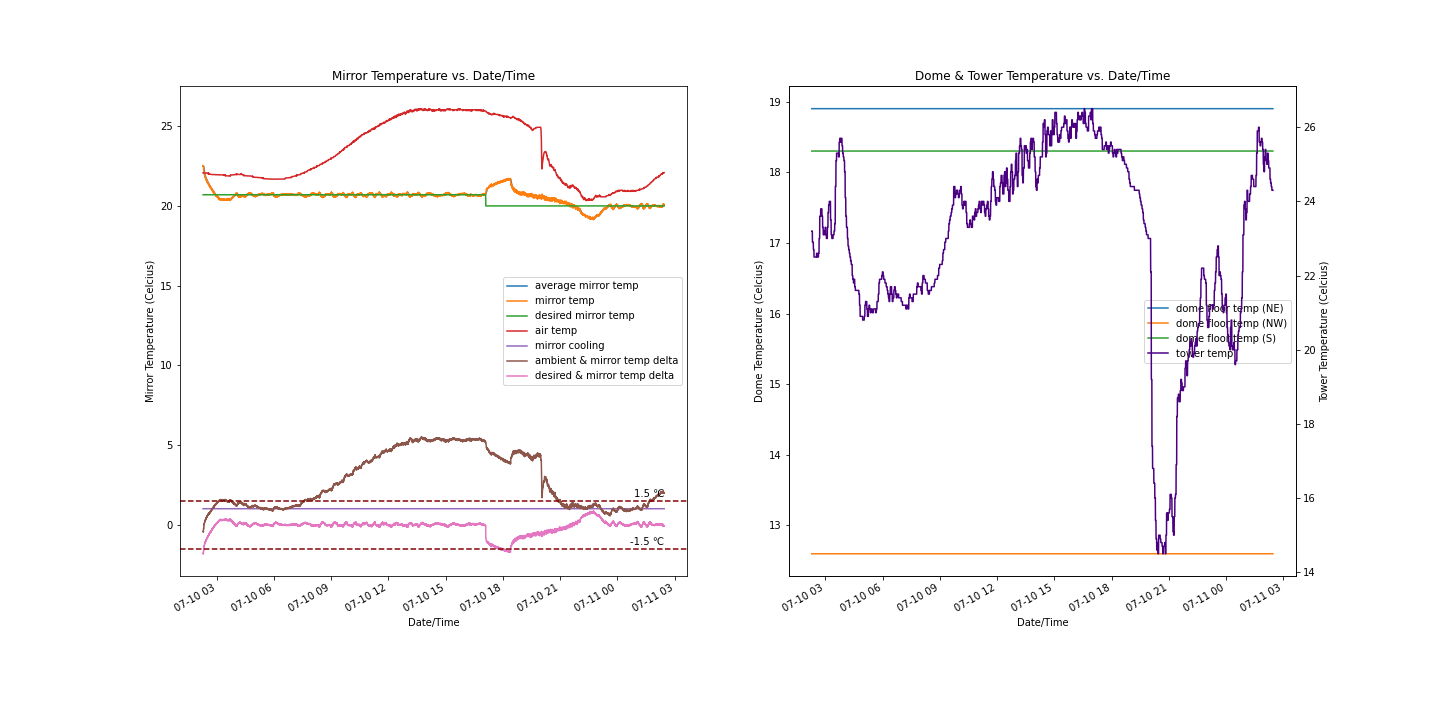 Mirror Temperature vs. Date/Time
Mirror Temperature (Celcius)
25
20
15
10
5
0
average mirror temp
mirror temp
desired mirror temp
air temp
mirror cooling
ambient & mirror temp delta
desired & mirror temp delta
1.5 °C
-1.5 °C
07-10 03
07-10 06
07-10 09
07-10 12
07-10 15
07-10 18
07-10 21
07-11 00
07-11 03
Date/Time
Dome & Tower Temperature vs. Date/Time
Dome Temperature (Celcius)
19
18
17
16
15
14
13
dome floor temp (NE)
dome floor temp (NW)
dome floor temp (S)
tower temp
26
24
22
20
18
16
14
Tower Temperature (Celcius)
07-10 03
07-10 06
07-10 09
07-10 12
07-10 15
07-10 18
07-10 21
07-11 00
07-11 03
Date/Time